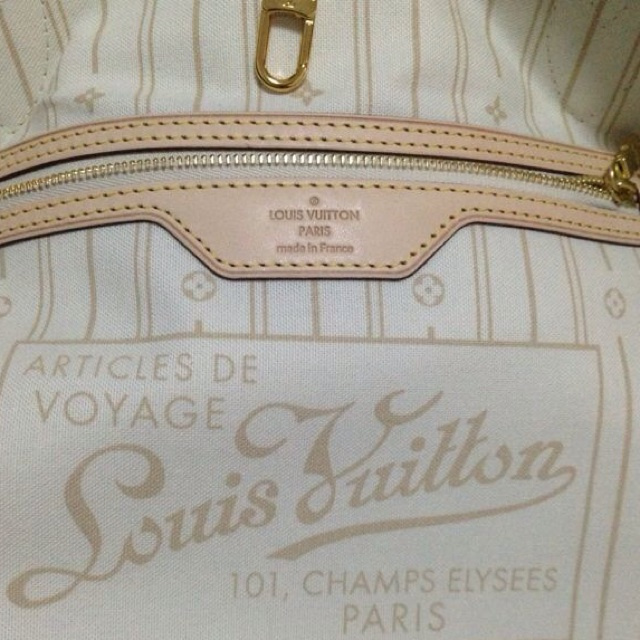 LOUIS VUITTON
PARIS
made in France
ARTICLES DE
VOYAGE
Louis Vuitton
101, CHAMPS ELYSEES
PARIS